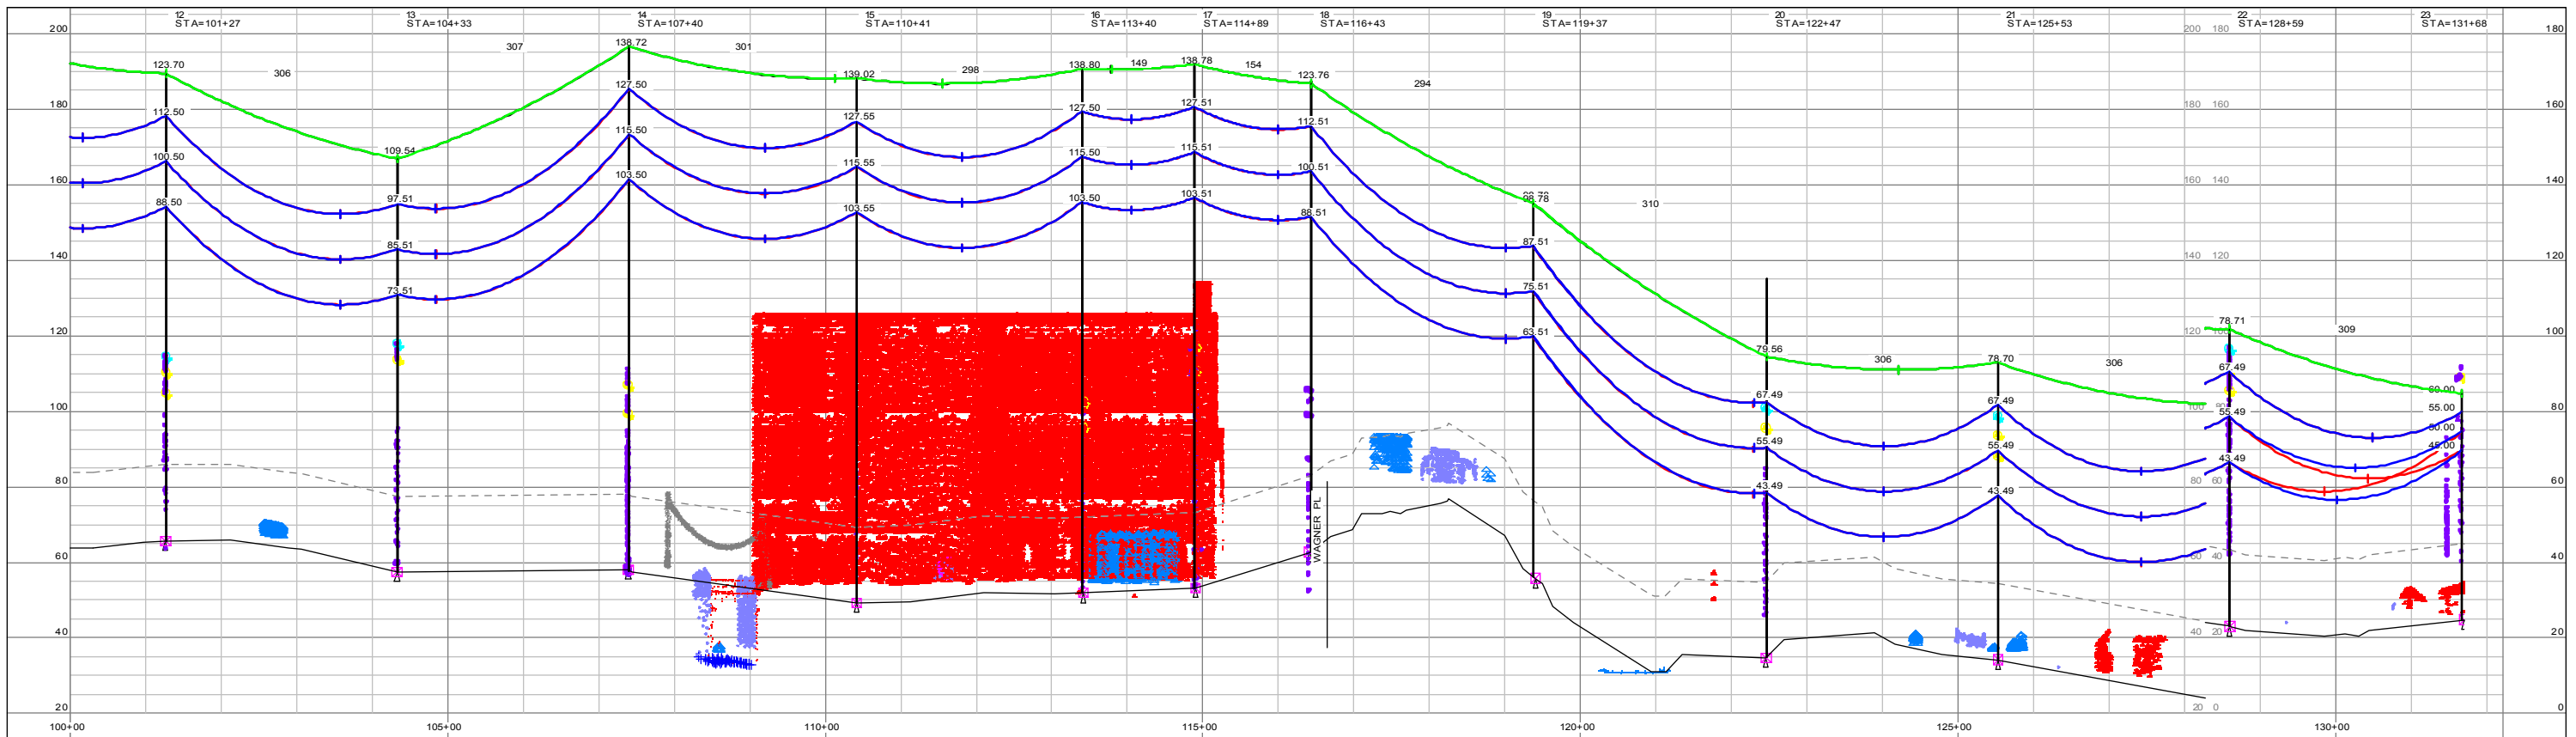 12 13 14 15 16 17 18 19 20 21 22 23
STA=101+27 STA=104+33 STA=107+40 STA=110+41 STA=113+40 STA=114+89 STA=116+43 STA=119+37 STA=122+47 STA=125+53 STA=128+59 STA=131+68
200 200 180 180
307 301
138.72 138.80 149 138.78 154
123.70 306 139.02 298 123.76 294
112.50 127.50 127.55 127.50 127.51 112.51
180 180 160 160
109.54 100.50 115.50 115.55 115.50 115.51 100.51
160 160 140 140
88.50 97.51 103.50 103.55 103.50 103.51 88.51 98.78 310
85.51 87.51
140 140 120 120
73.51 75.51
63.51
120 120 100 78.71 309 100
79.56 306 78.70 306
67.49 67.49 67.49 60.00
100 100 80 80
55.49 55.49 55.49 55.00
50.00
45.00
80 80 60 60
43.49 43.49 43.49
WAGNER PL
60 60 40 40
40 40 20 20
20 20 0 0
100+00 105+00 110+00 115+00 120+00 125+00 130+00